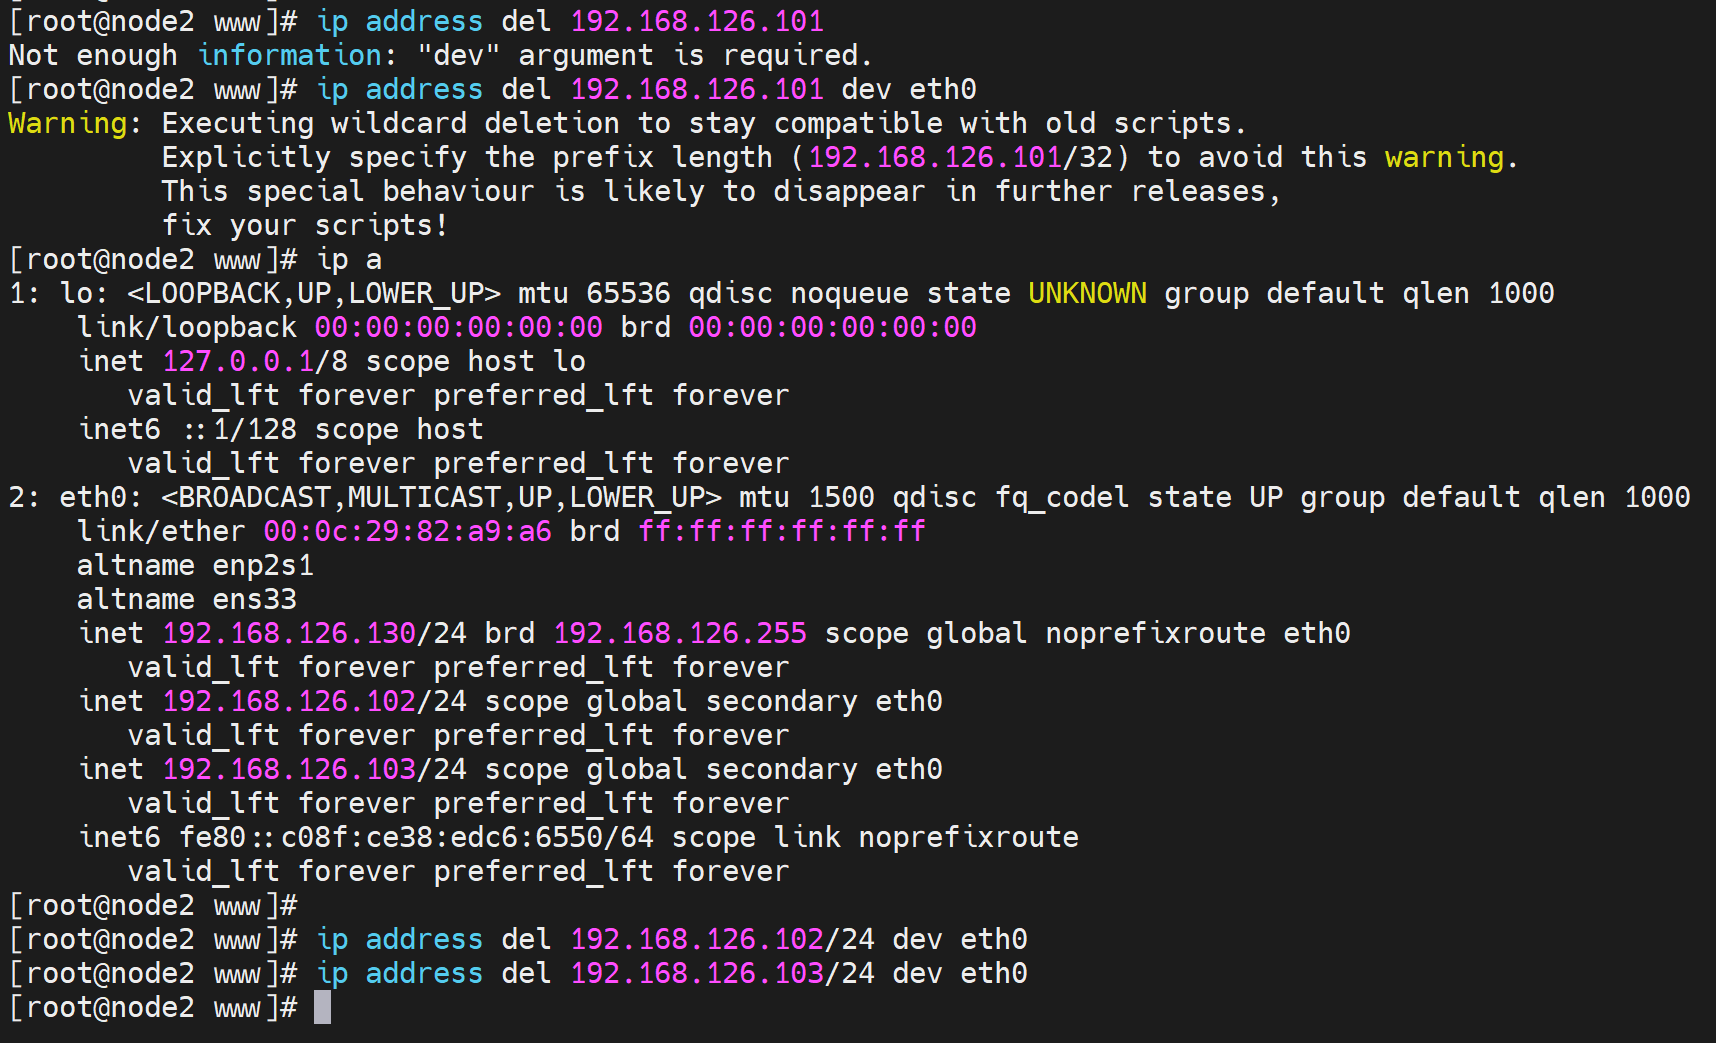 [root@node2 www]# ip address del 192.168.126.101
Not enough information: "dev" argument is required.
[root@node2 www]# ip address del 192.168.126.101 dev eth0
Warning: Executing wildcard deletion to stay compatible with old scripts.
         Explicitly specify the prefix length (192.168.126.101/32) to avoid this warning.
         This special behaviour is likely to disappear in further releases,
         fix your scripts!
[root@node2 www]# ip a
1: lo: <LOOPBACK,UP,LOWER_UP> mtu 65536 qdisc noqueue state UNKNOWN group default qlen 1000
    link/loopback 00:00:00:00:00:00 brd 00:00:00:00:00:00
    inet 127.0.0.1/8 scope host lo
       valid_lft forever preferred_lft forever
    inet6 ::1/128 scope host
       valid_lft forever preferred_lft forever
2: eth0: <BROADCAST,MULTICAST,UP,LOWER_UP> mtu 1500 qdisc fq_codel state UP group default qlen 1000
    link/ether 00:0c:29:82:a9:a6 brd ff:ff:ff:ff:ff:ff
    altname enp2s1
    altname ens33
    inet 192.168.126.130/24 brd 192.168.126.255 scope global noprefixroute eth0
       valid_lft forever preferred_lft forever
    inet 192.168.126.102/24 scope global secondary eth0
       valid_lft forever preferred_lft forever
    inet 192.168.126.103/24 scope global secondary eth0
       valid_lft forever preferred_lft forever
    inet6 fe80::c08f:ce38:edc6:6550/64 scope link noprefixroute
       valid_lft forever preferred_lft forever
[root@node2 www]#
[root@node2 www]# ip address del 192.168.126.102/24 dev eth0
[root@node2 www]# ip address del 192.168.126.103/24 dev eth0
[root@node2 www]#